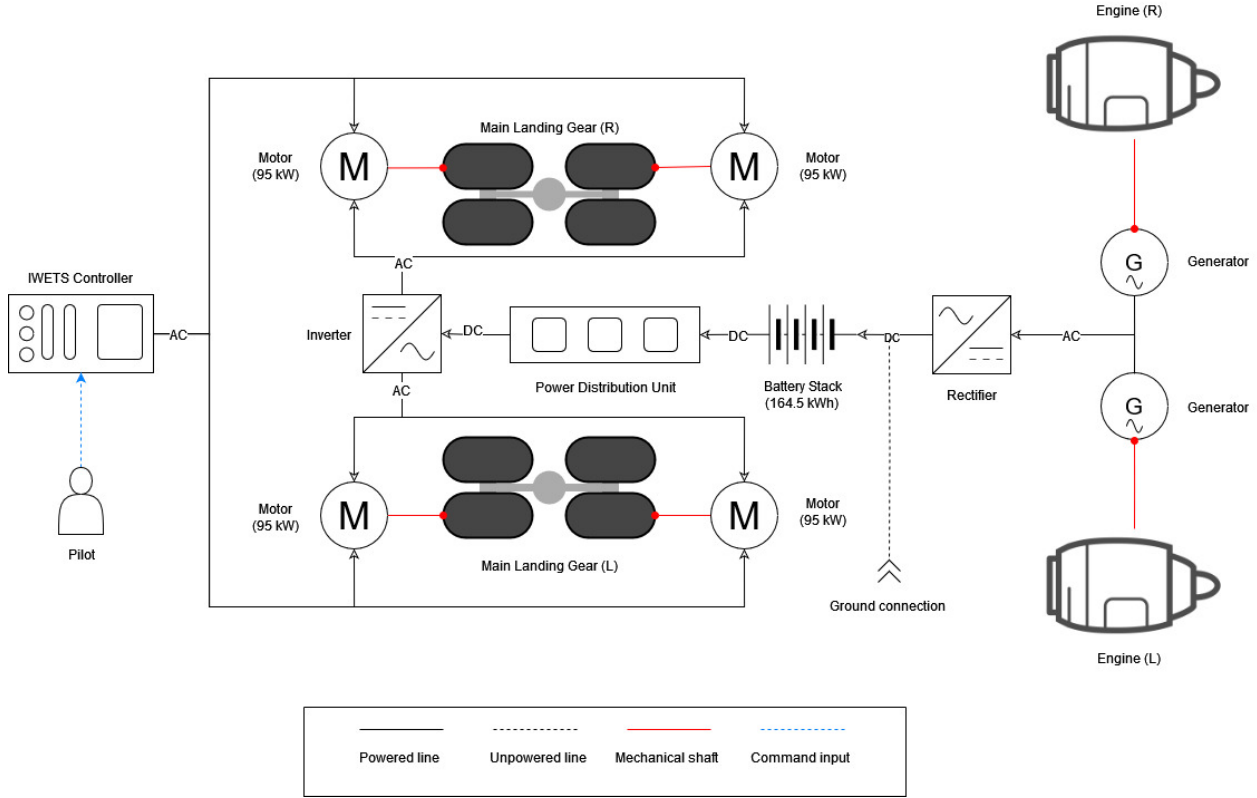 Engine (R)
Main Landing Gear (R)
Motor
(95 kW)
M
M
Motor
(95 kW)
G
Generator
AC
IWETS Controller
AC
Inverter
DC
DC
DC
AC
Power Distribution Unit
Battery Stack
(164.5 kWh)
Rectifier
AC
G
Generator
Motor
(95 kW)
M
M
Motor
(95 kW)
Pilot
Main Landing Gear (L)
Ground connection
Engine (L)
Powered line
Unpowered line
Mechanical shaft
Command input